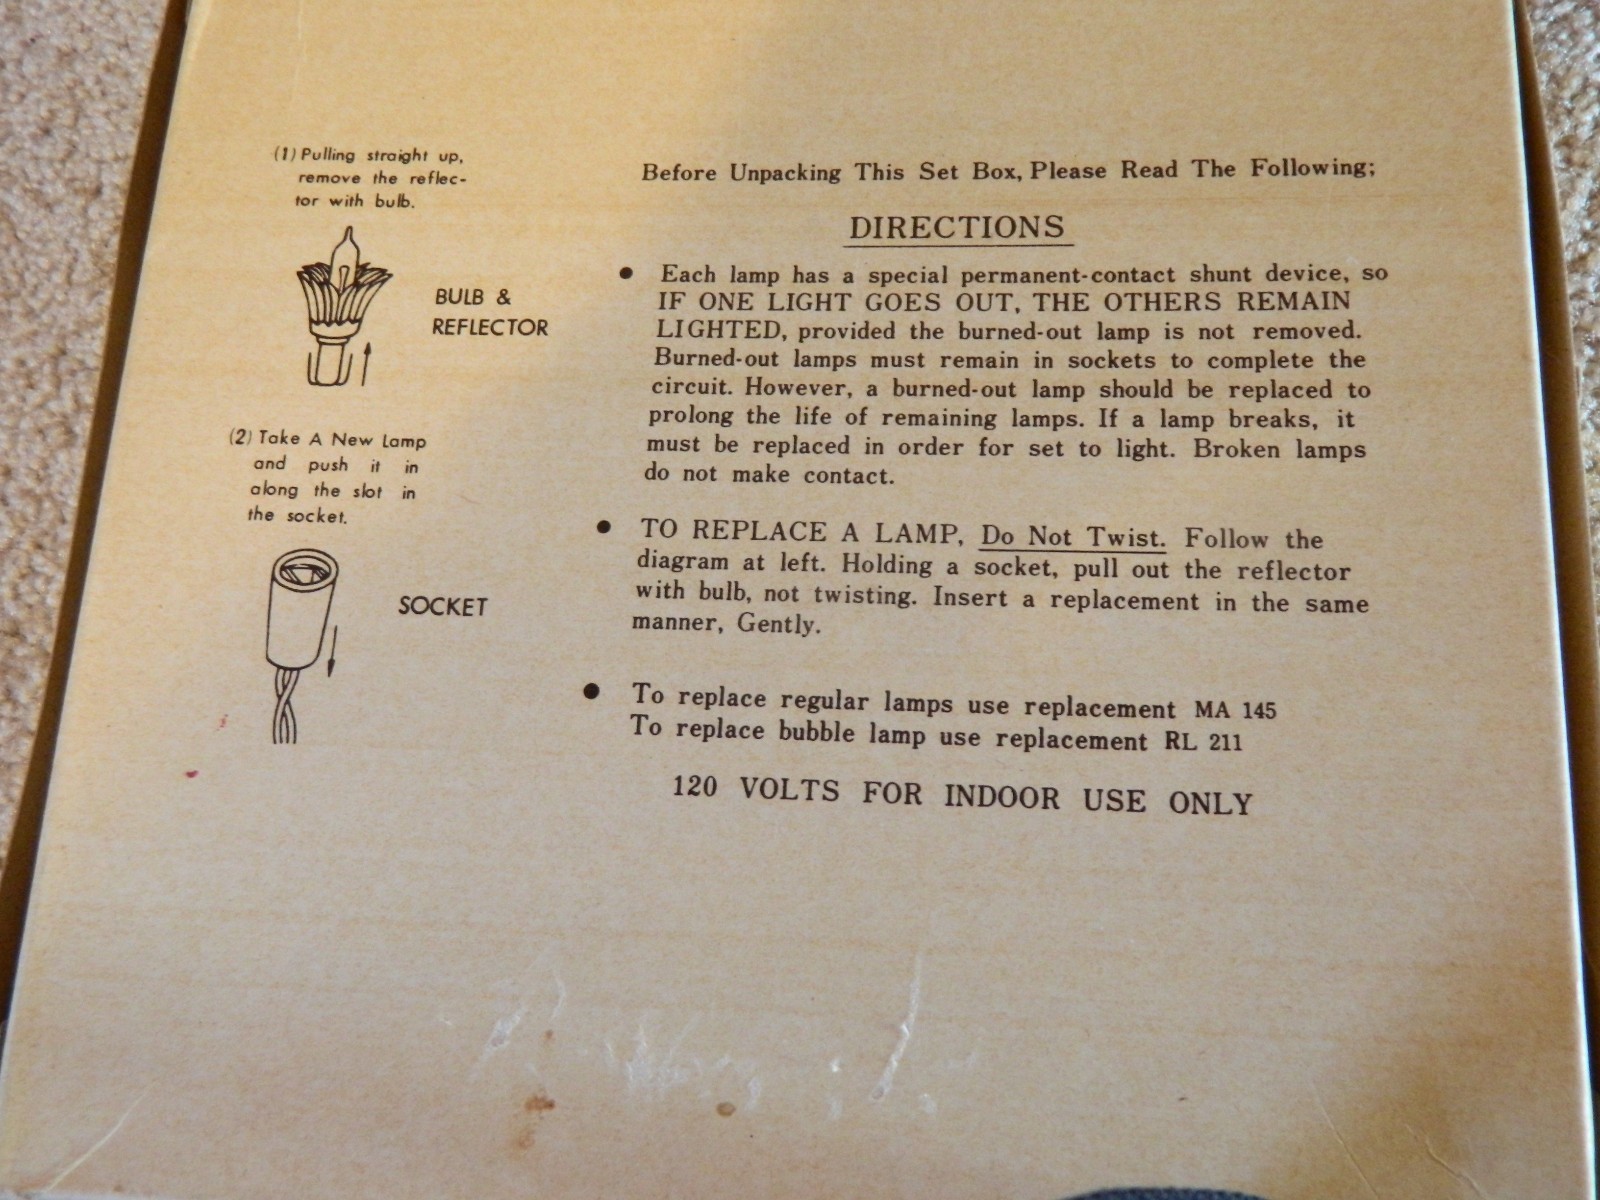 (1) Pulling straight up,
remove the reflec-
tor with bulb.
BULB &
REFLECTOR
(2) Take A New Lamp
and push it in
along the slot in
the socket.
SOCKET
Before Unpacking This Set Box, Please Read The Following;
DIRECTIONS
● Each lamp has a special permanent-contact shunt device, so
IF ONE LIGHT GOES OUT, THE OTHERS REMAIN
LIGHTED, provided the burned-out lamp is not removed.
Burned-out lamps must remain in sockets to complete the
circuit. However, a burned-out lamp should be replaced to
prolong the life of remaining lamps. If a lamp breaks, it
must be replaced in order for set to light. Broken lamps
do not make contact.
● TO REPLACE A LAMP, Do Not Twist. Follow the
diagram at left. Holding a socket, pull out the reflector
with bulb, not twisting. Insert a replacement in the same
manner, Gently.
● To replace regular lamps use replacement MA 145
To replace bubble lamp use replacement RL 211
120 VOLTS FOR INDOOR USE ONLY